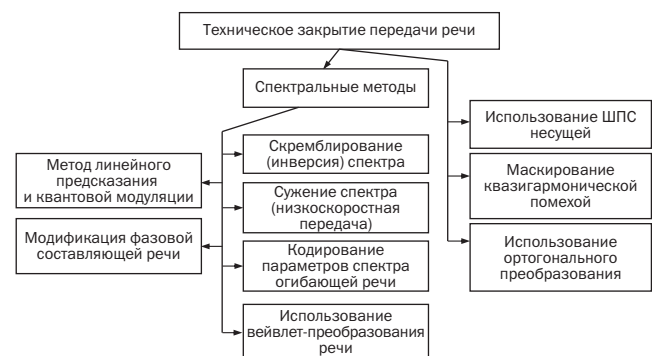 Техническое закрытие передачи речи
Спектральные методы
Метод линейного
предсказания
и квантовой модуляции
Модификация фазовой
составляющей речи
Скремблирование
(инверсия) спектра
Сужение спектра
(низкоскоростная
передача)
Кодирование
параметров спектра
огибающей речи
Использование
вейвлет-преобразования
речи
Использование ШПС
несущей
Маскирование
квазигармонической
помехой
Использование
ортогонального
преобразования